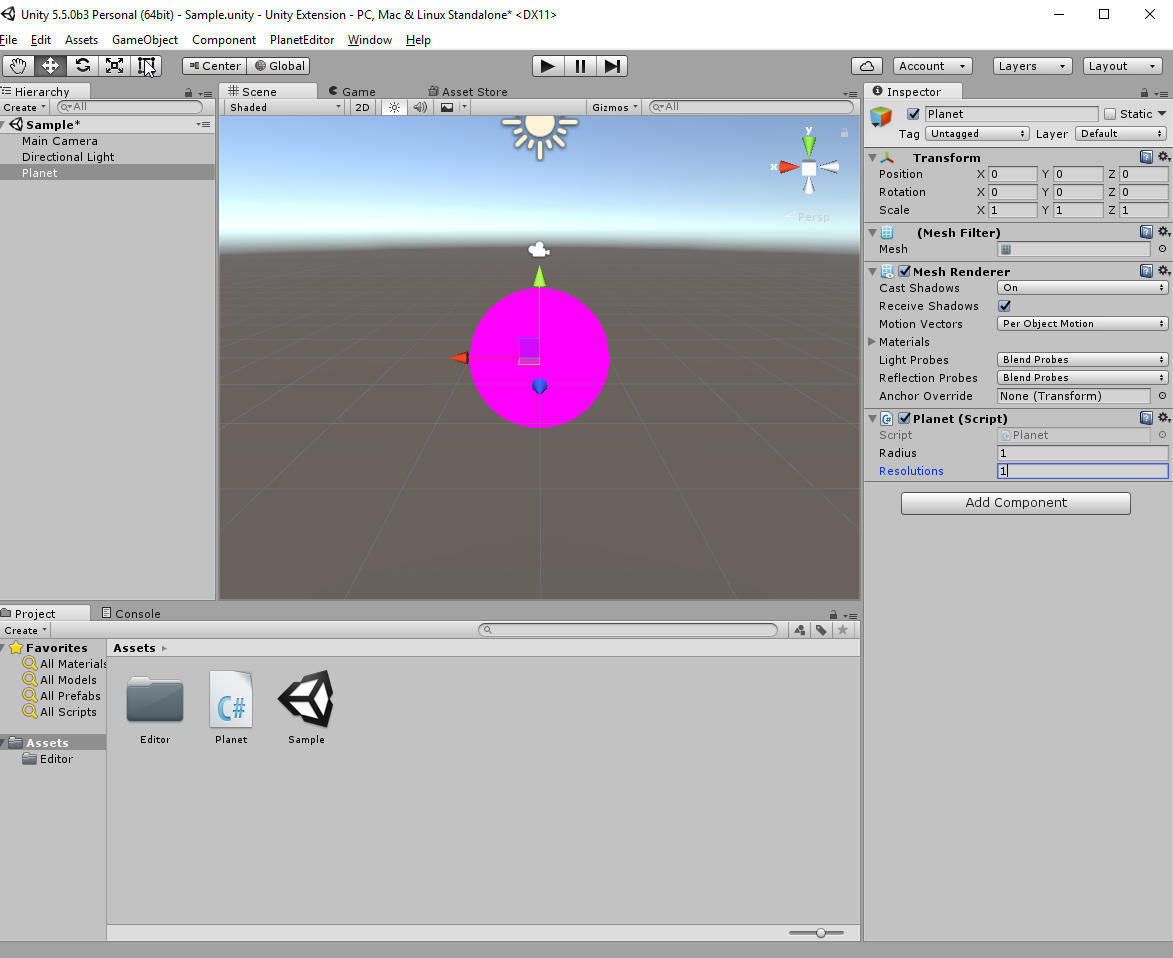 Unity 5.5.0b3 Personal (64bit) - Sample.unity - Unity Extension - PC, Mac & Linux Standalone* <DX11>
File Edit Assets GameObject Component PlanetEditor Window Help
Center Global Account Layers Layout
Hierarchy
Create All
Sample*
Main Camera
Directional Light
Planet
Scene Game Asset Store
Shaded 2D Gizmos All
y
x
Persp
Inspector
Planet Static
Tag Untagged Layer Default
Transform
Position X 0 Y 0 Z 0
Rotation X 0 Y 0 Z 0
Scale X 1 Y 1 Z 1
(Mesh Filter)
Mesh
Mesh Renderer
Cast Shadows On
Receive Shadows
Motion Vectors Per Object Motion
Materials
Light Probes Blend Probes
Reflection Probes Blend Probes
Anchor Override None (Transform)
C# Planet (Script)
Script Planet
Radius 1
Resolutions 1
Add Component
Project Console
Create
Favorites
All Materials
All Models
All Prefabs
All Scripts
Assets
Editor
Assets
C#
Editor Planet Sample